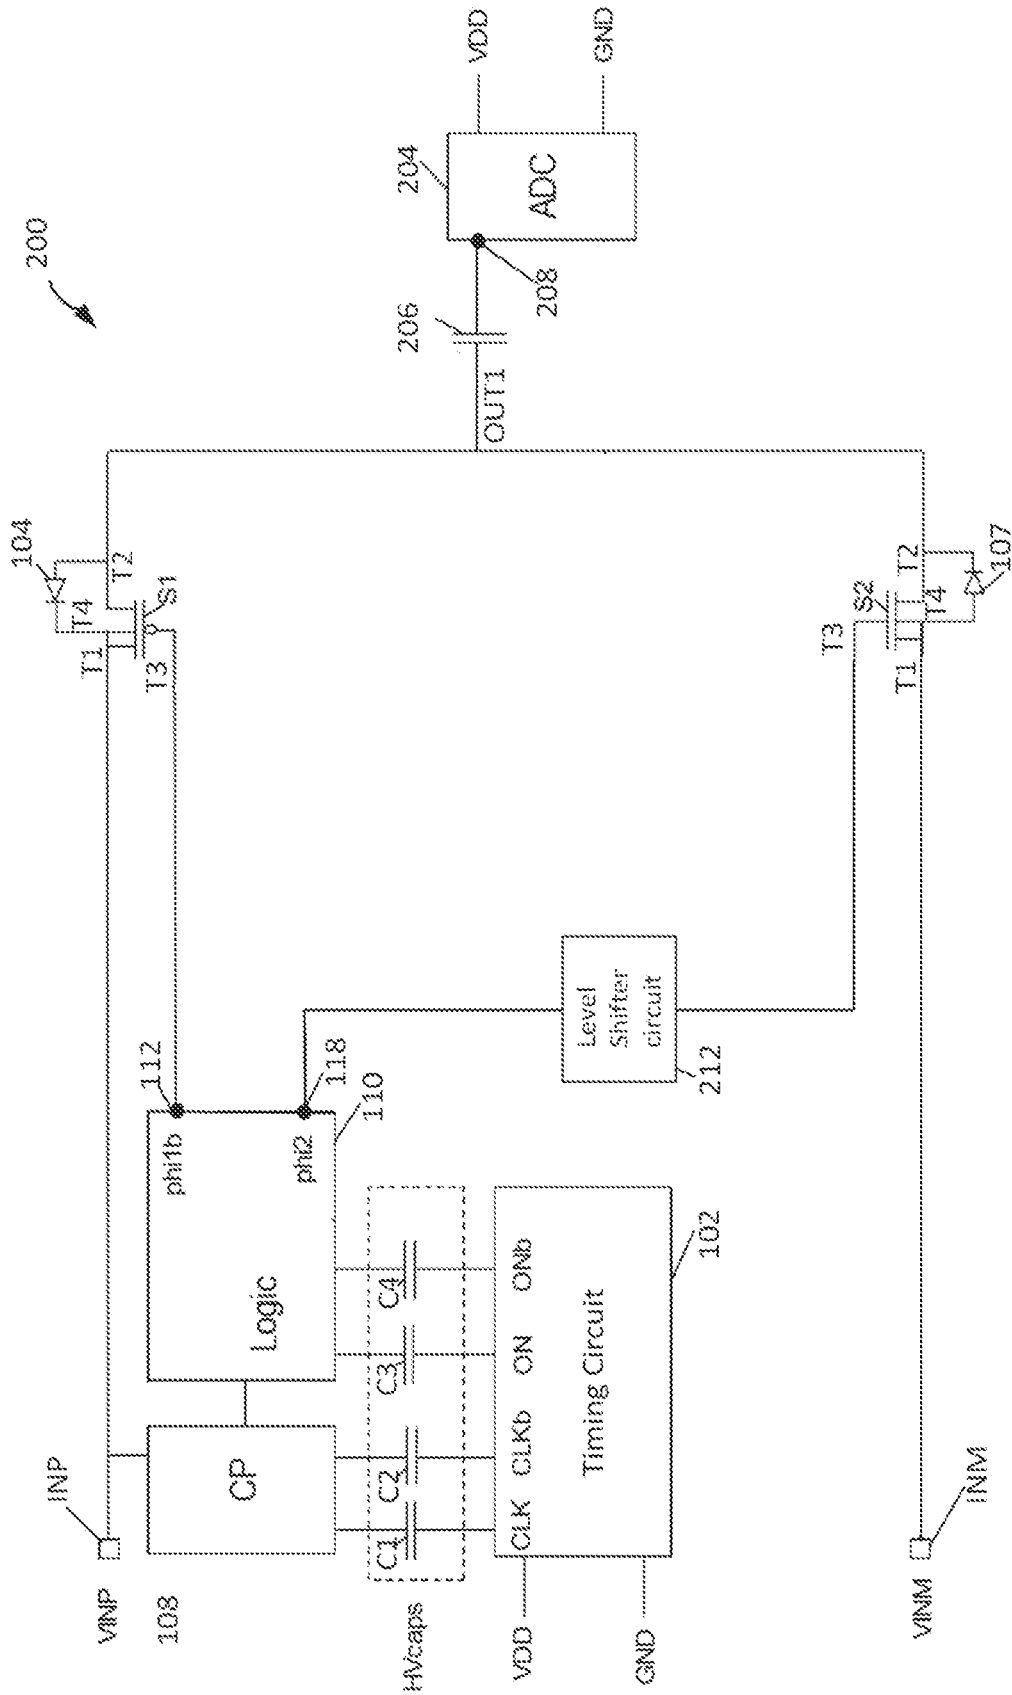 200
VINP
INP
108
CP
Logic
phi1b
112
phi2
118
110
T1
T4
104
T2
T3
S1
HVcaps
C1
C2
C3
C4
VDD
GND
CLK
CLKb
ON
ONb
Timing Circuit
102
Level
Shifter
circuit
212
OUT1
206
208
204
ADC
VDD
GND
T3
S2
T1
T4
T2
107
VINM
INM